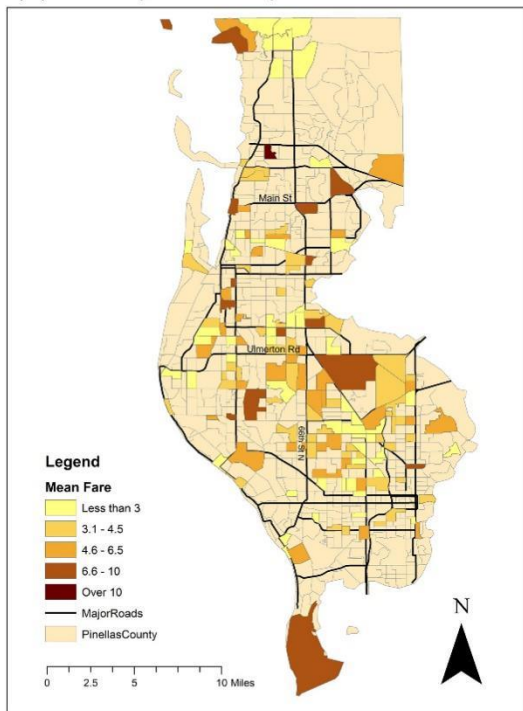 Main St
Ulmerton Rd
66th St N
Legend
Mean Fare
Less than 3
3.1 - 4.5
4.6 - 6.5
6.6 - 10
Over 10
MajorRoads
PinellasCounty
0 2.5 5 10 Miles
N